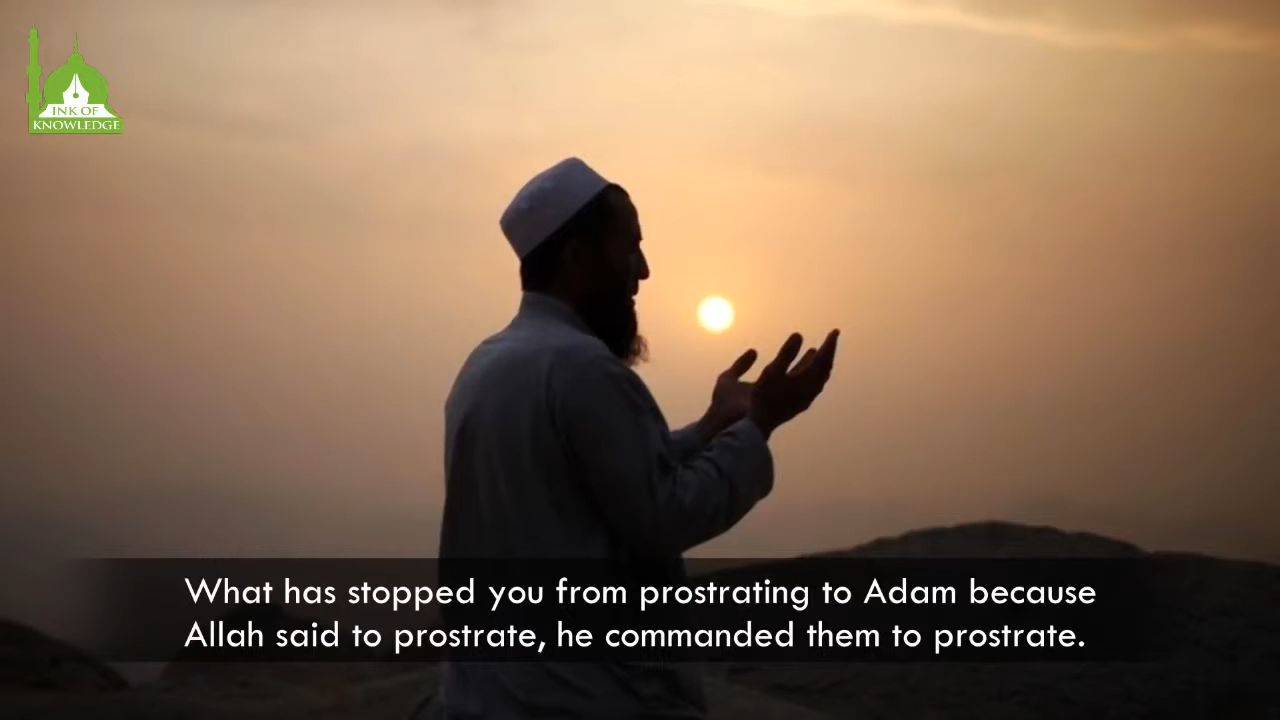 INK OF
KNOWLEDGE
What has stopped you from prostrating to Adam because
Allah said to prostrate, he commanded them to prostrate.